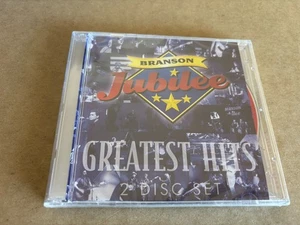 BRANSON
Jubilee
GREATEST HITS
2 DISC SET